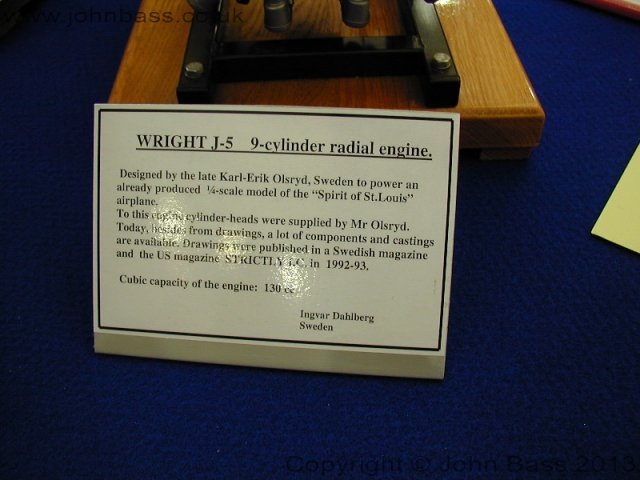 www.johnbass.co.uk
WRIGHT J-5 9-cylinder radial engine.
Designed by the late Karl-Erik Olsryd, Sweden to power an
already produced ¼-scale model of the "Spirit of St.Louis"
airplane.
To this engine cylinder-heads were supplied by Mr Olsryd.
Today, besides from drawings, a lot of components and castings
are available. Drawings were published in a Swedish magazine
and the US magazine STRICTLY I.C. in 1992-93.
Cubic capacity of the engine: 130 cc
Ingvar Dahlberg
Sweden
Copyright © John Bass 2013